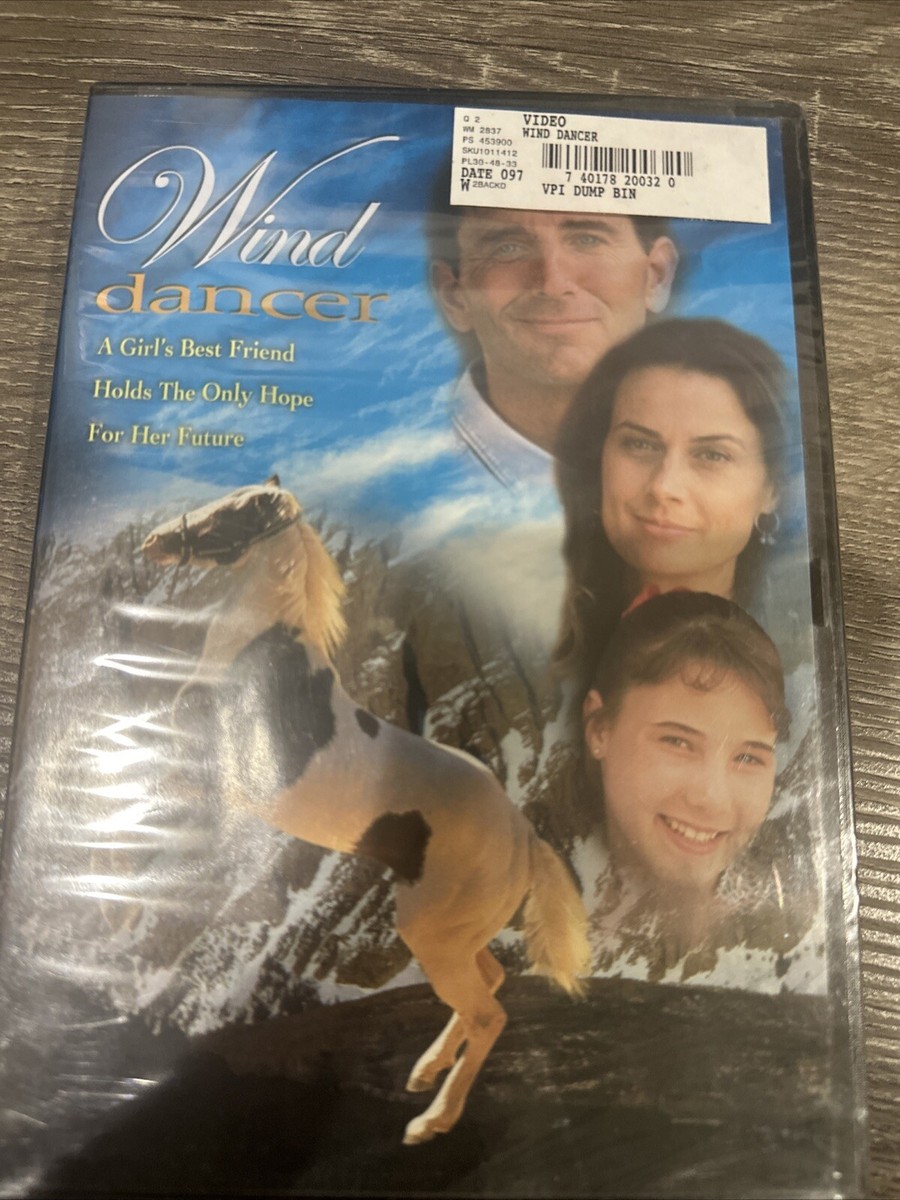 Q 2
VIDEO
WM 2837
WIND DANCER
PS 453900
SKU1011412
PL30-48-33
DATE 097
7 40178 20032 0
W 2BACKD
VPI DUMP BIN
Wind
dancer
A Girl's Best Friend
Holds The Only Hope
For Her Future